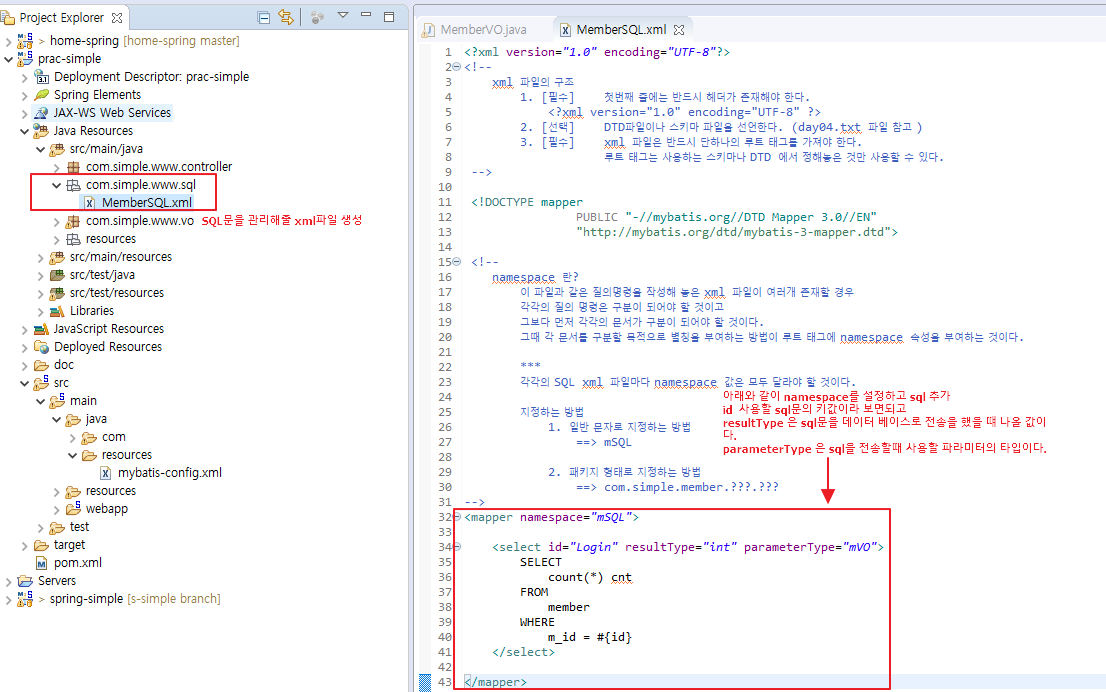 Project Explorer
> home-spring [home-spring master]
prac-simple
Deployment Descriptor: prac-simple
Spring Elements
JAX-WS Web Services
Java Resources
src/main/java
com.simple.www.controller
com.simple.www.sql
MemberSQL.xml
com.simple.www.vo SQL문을 관리해줄 xml파일 생성
resources
src/main/resources
src/test/java
src/test/resources
Libraries
JavaScript Resources
Deployed Resources
doc
src
main
java
com
resources
mybatis-config.xml
resources
webapp
test
target
pom.xml
Servers
> spring-simple [s-simple branch]
MemberVO.java
MemberSQL.xml
1 <?xml version="1.0" encoding="UTF-8"?>
2 <!--
3 xml 파일의 구조
4 1. [필수] 첫번째 줄에는 반드시 헤더가 존재해야 한다.
5 <?xml version="1.0" encoding="UTF-8" ?>
6 2. [선택] DTD파일이나 스키마 파일을 선언한다. (day04.txt 파일 참고 )
7 3. [필수] xml 파일은 반드시 단하나의 루트 태그를 가져야 한다.
8 루트 태그는 사용하는 스키마나 DTD 에서 정해놓은 것만 사용할 수 있다.
9 -->
10
11 <!DOCTYPE mapper
12 PUBLIC "-//mybatis.org//DTD Mapper 3.0//EN"
13 "http://mybatis.org/dtd/mybatis-3-mapper.dtd">
14
15 <!--
16 namespace 란?
17 이 파일과 같은 질의명령을 작성해 놓은 xml 파일이 여러개 존재할 경우
18 각각의 질의 명령은 구분이 되어야 할 것이고
19 그보다 먼저 각각의 문서가 구분이 되어야 할 것이다.
20 그때 각 문서를 구분할 목적으로 별칭을 부여하는 방법이 루트 태그에 namespace 속성을 부여하는 것이다.
21
22 ***
23 각각의 SQL xml 파일마다 namespace 값은 모두 달라야 할 것이다.
24
25 지정하는 방법
26 1. 일반 문자로 지정하는 방법
27 ==> mSQL
28
29 2. 패키지 형태로 지정하는 방법
30 ==> com.simple.member.???.???
31 -->
아래와 같이 namespace를 설정하고 sql 추가
id 사용할 sql문의 키값이라 보면되고
resultType 은 sql문을 데이터 베이스로 전송을 했을 때 나올 값이
다.
parameterType 은 sql을 전송할때 사용할 파라미터의 타입이다.
32 <mapper namespace="mSQL">
33
34 <select id="Login" resultType="int" parameterType="mVO">
35 SELECT
36 count(*) cnt
37 FROM
38 member
39 WHERE
40 m_id = #{id}
41 </select>
42
43 </mapper>